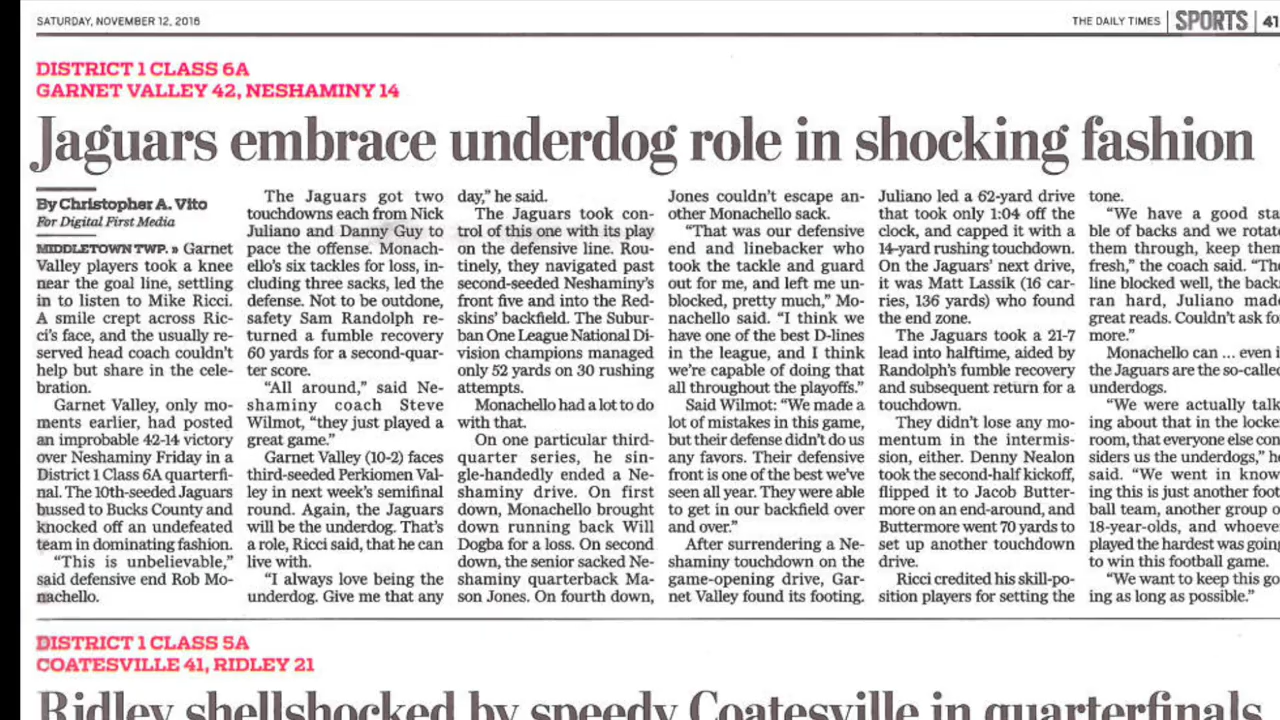 SATURDAY, NOVEMBER 12, 2016
THE DAILY TIMES | SPORTS | 41
DISTRICT 1 CLASS 6A
GARNET VALLEY 42, NESHAMINY 14
Jaguars embrace underdog role in shocking fashion
By Christopher A. Vito
For Digital First Media
MIDDLETOWN TWP. » Garnet
Valley players took a knee
near the goal line, settling
in to listen to Mike Ricci.
A smile crept across Ric-
ci's face, and the usually re-
served head coach couldn't
help but share in the cele-
bration.
Garnet Valley, only mo-
ments earlier, had posted
an improbable 42-14 victory
over Neshaminy Friday in a
District 1 Class 6A quarterfi-
nal. The 10th-seeded Jaguars
bussed to Bucks County and
knocked off an undefeated
team in dominating fashion.
"This is unbelievable,"
said defensive end Rob Mo-
nachello.
The Jaguars got two
touchdowns each from Nick
Juliano and Danny Guy to
pace the offense. Monach-
ello's six tackles for loss, in-
cluding three sacks, led the
defense. Not to be outdone,
safety Sam Randolph re-
turned a fumble recovery
60 yards for a second-quar-
ter score.
"All around," said Ne-
shaminy coach Steve
Wilmot, "they just played a
great game."
Garnet Valley (10-2) faces
third-seeded Perkiomen Val-
ley in next week's semifinal
round. Again, the Jaguars
will be the underdog. That's
a role, Ricci said, that he can
live with.
"I always love being the
underdog. Give me that any
day," he said.
The Jaguars took con-
trol of this one with its play
on the defensive line. Rou-
tinely, they navigated past
second-seeded Neshaminy's
front five and into the Red-
skins' backfield. The Subur-
ban One League National Di-
vision champions managed
only 52 yards on 30 rushing
attempts.
Monachello had a lot to do
with that.
On one particular third-
quarter series, he sin-
gle-handedly ended a Ne-
shaminy drive. On first
down, Monachello brought
down running back Will
Dogba for a loss. On second
down, the senior sacked Ne-
shaminy quarterback Ma-
son Jones. On fourth down,
Jones couldn't escape an-
other Monachello sack.
"That was our defensive
end and linebacker who
took the tackle and guard
out for me, and left me un-
blocked, pretty much," Mo-
nachello said. "I think we
have one of the best D-lines
in the league, and I think
we're capable of doing that
all throughout the playoffs."
Said Wilmot: "We made a
lot of mistakes in this game,
but their defense didn't do us
any favors. Their defensive
front is one of the best we've
seen all year. They were able
to get in our backfield over
and over."
After surrendering a Ne-
shaminy touchdown on the
game-opening drive, Gar-
net Valley found its footing.
Juliano led a 62-yard drive
that took only 1:04 off the
clock, and capped it with a
14-yard rushing touchdown.
On the Jaguars' next drive,
it was Matt Lassik (16 car-
ries, 136 yards) who found
the end zone.
The Jaguars took a 21-7
lead into halftime, aided by
Randolph's fumble recovery
and subsequent return for a
touchdown.
They didn't lose any mo-
mentum in the intermis-
sion, either. Denny Nealon
took the second-half kickoff,
flipped it to Jacob Butter-
more on an end-around, and
Buttermore went 70 yards to
set up another touchdown
drive.
Ricci credited his skill-po-
sition players for setting the
tone.
"We have a good sta
ble of backs and we rotate
them through, keep them
fresh," the coach said. "The
line blocked well, the backs
ran hard, Juliano made
great reads. Couldn't ask for
more."
Monachello can ... even i
the Jaguars are the so-called
underdogs.
"We were actually talk
ing about that in the locke
room, that everyone else con
siders us the underdogs," he
said. "We went in know
ing this is just another foot
ball team, another group o
18-year-olds, and whoeve
played the hardest was going
to win this football game.
"We want to keep this go
ing as long as possible."
DISTRICT 1 CLASS 5A
COATESVILLE 41, RIDLEY 21
Ridley shellshocked by speedy Coatesville in quarterfinals